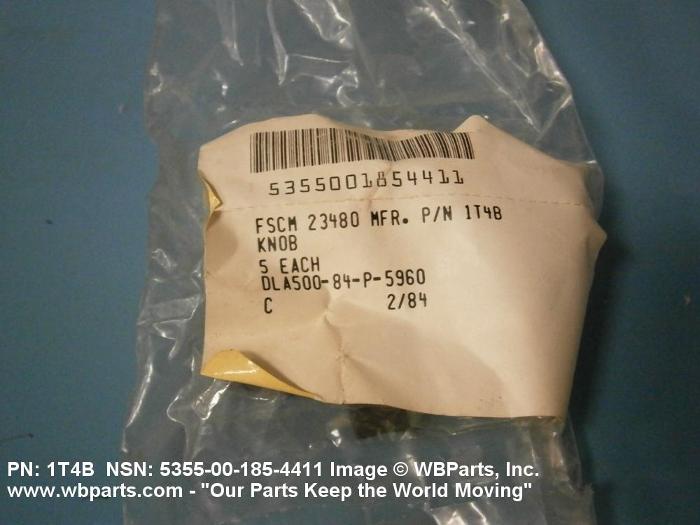 5355001854411
FSCM 23480 MFR. P/N 1T4B
KNOB
5 EACH
DLA500-84-P-5960
C 2/84
PN: 1T4B NSN: 5355-00-185-4411 Image © WBParts, Inc.
www.wbparts.com - "Our Parts Keep the World Moving"